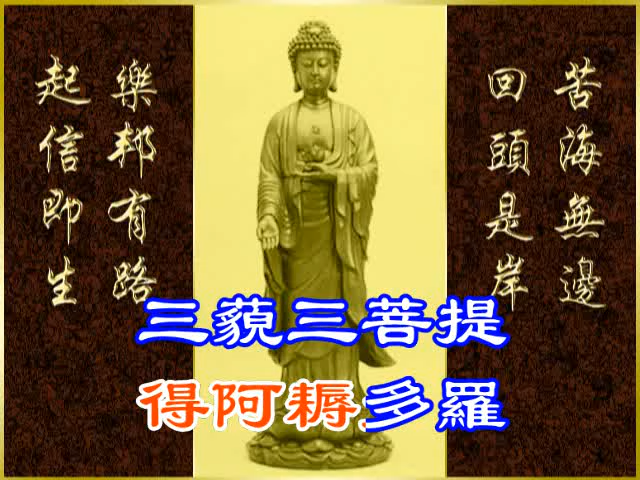 苦海無邊
回頭是岸
樂邦有路
起信即生
三藐三菩提
得阿耨多羅